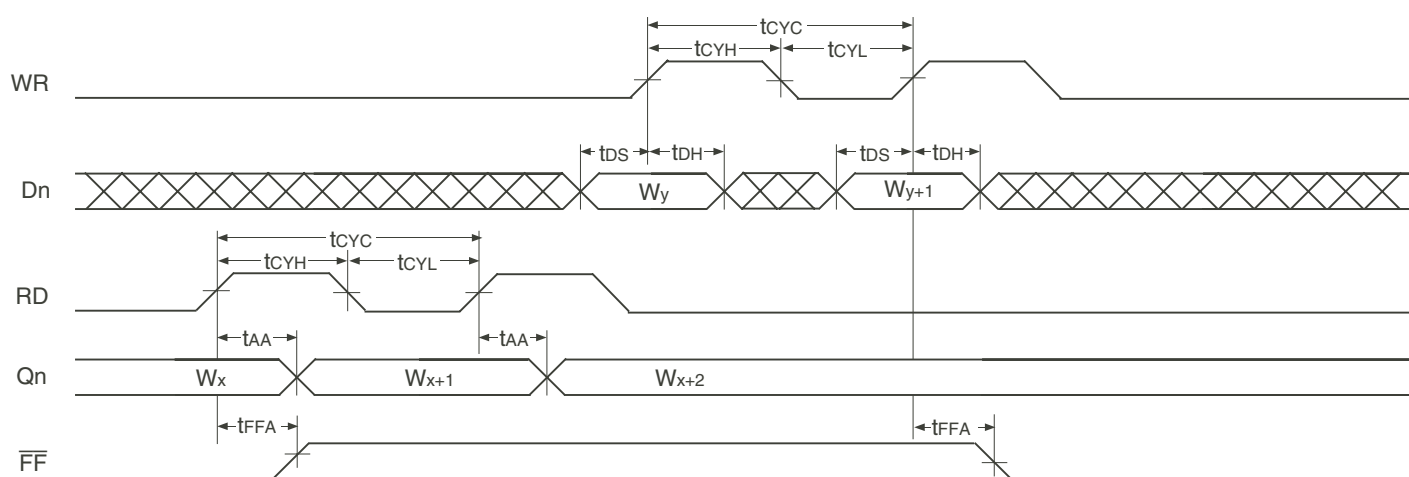 tCYC
tCYH tCYL
WR
tDS tDH tDS tDH
Dn Wy Wy+1
tCYC
tCYH tCYL
RD
tAA tAA
Qn Wx Wx+1 Wx+2
tFFA tFFA
F̅F̅